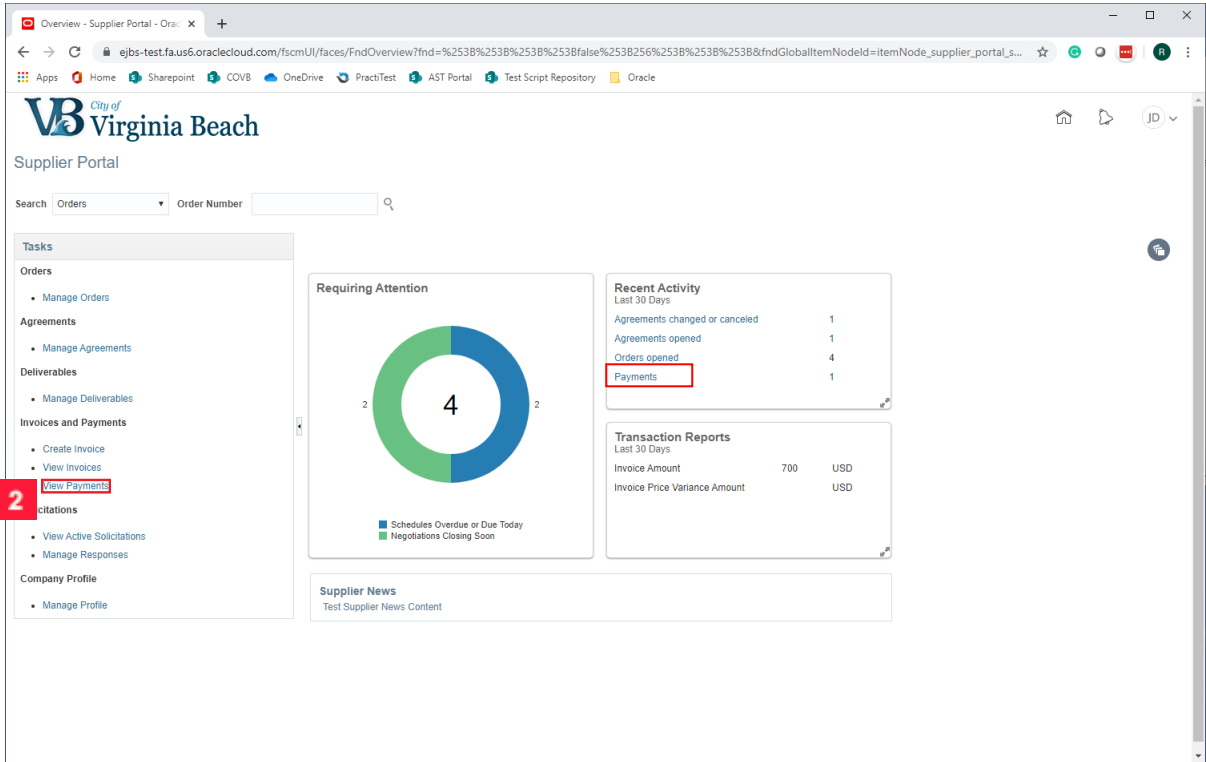 Overview - Supplier Portal - Orac
ejbs-test.fa.us6.oraclecloud.com/fscmUI/faces/FndOverview?fnd=%253B%253B%253B%253Bfalse%253B256%253B%253B%253B&fndGlobalItemNodeId=itemNode_supplier_portal_s...
R
Apps Home Sharepoint COVB OneDrive PractiTest AST Portal Test Script Repository Oracle
VB City of Virginia Beach
JD
Supplier Portal
Search Orders Order Number
Tasks
Orders
Manage Orders
Agreements
Manage Agreements
Deliverables
Manage Deliverables
Invoices and Payments
Create Invoice
View Invoices
View Payments
2
citations
View Active Solicitations
Manage Responses
Company Profile
Manage Profile
Requiring Attention
2 4 2
Schedules Overdue or Due Today
Negotiations Closing Soon
Recent Activity
Last 30 Days
Agreements changed or canceled 1
Agreements opened 1
Orders opened 4
Payments 1
Transaction Reports
Last 30 Days
Invoice Amount 700 USD
Invoice Price Variance Amount USD
Supplier News
Test Supplier News Content